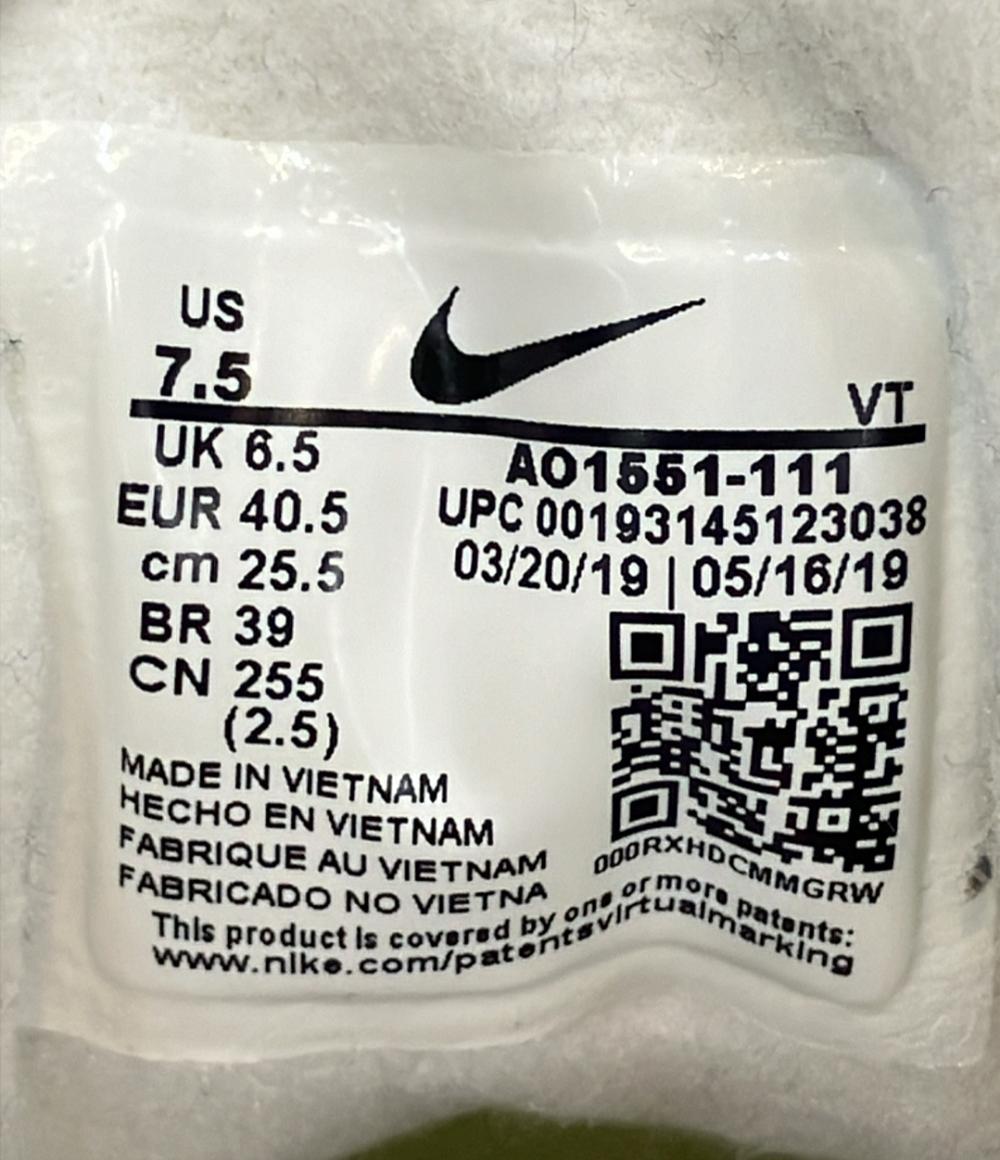 US
7.5
VT
UK 6.5
EUR 40.5
cm 25.5
BR 39
CN 255
(2.5)
AO1551-111
UPC 00193145123038
03/20/19 | 05/16/19
000RXHDCMMGRW
MADE IN VIETNAM
HECHO EN VIETNAM
FABRIQUE AU VIETNAM
FABRICADO NO VIETNA
This product is covered by one or more patents:
www.nike.com/patentsvirtualmarking